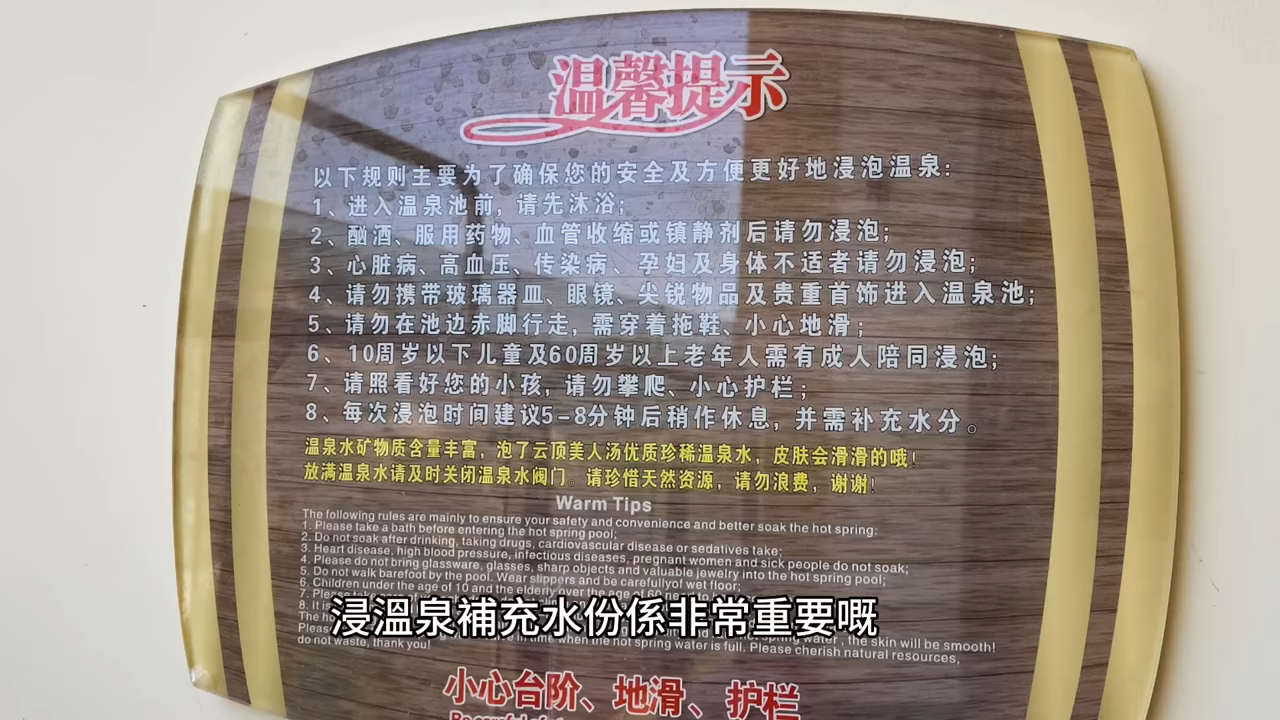 温馨提示
以下规则主要为了确保您的安全及方便更好地浸泡温泉：
1、进入温泉池前，请先沐浴；
2、酗酒、服用药物、血管收缩或镇静剂后请勿浸泡；
3、心脏病、高血压、传染病、孕妇及身体不适者请勿浸泡；
4、请勿携带玻璃器皿、眼镜、尖锐物品及贵重首饰进入温泉池；
5、请勿在池边赤脚行走，需穿着拖鞋、小心地滑；
6、10周岁以下儿童及60周岁以上老年人需有成人陪同浸泡；
7、请照看好您的小孩，请勿攀爬、小心护栏；
8、每次浸泡时间建议5-8分钟后稍作休息，并需补充水分。
温泉水矿物质含量丰富，泡了云顶美人汤优质珍稀温泉水，皮肤会滑滑的哦！
放满温泉水请及时关闭温泉水阀门。请珍惜天然资源，请勿浪费，谢谢！
Warm Tips
The following rules are mainly to ensure your safety and convenience and better soak the hot spring:
1. Please take a bath before entering the hot spring pool;
2. Do not soak after drinking, taking drugs, cardiovascular disease or sedatives take;
3. Heart disease, high blood pressure, infectious diseases, pregnant women and sick people do not soak;
4. Please do not bring glassware, glasses, sharp objects and valuable jewelry into the hot spring pool;
5. Do not walk barefoot by the pool. Wear slippers and be carefulyof wet floor;
6. Children under the age of 10 and the elderly over the age of 60
7. Please
8. It is
The ho spring water , the skin will be smooth!
Pleas in time when the hot spring water is full. Please cherish natural resources,
do not waste, thank you!
浸溫泉補充水份係非常重要嘅
小心台阶、地滑、护栏